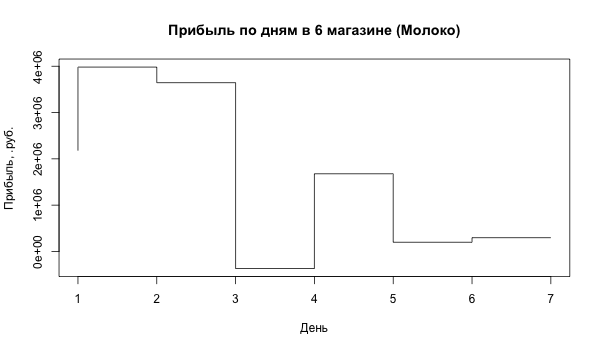 Прибыль по дням в 6 магазине (Молоко)
Прибыль, .руб.
4e+06
3e+06
2e+06
1e+06
0e+00
1 2 3 4 5 6 7
День